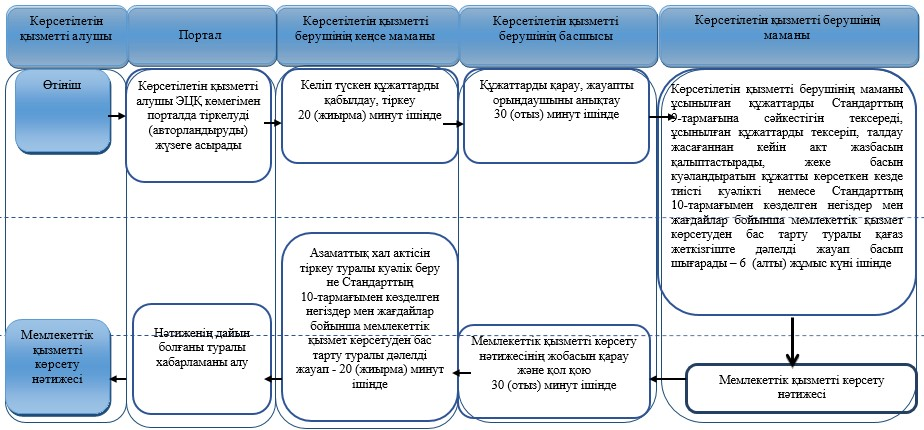 Көрсетілетін
қызметті алушы
Портал
Көрсетілетін қызметті
берушінің кеңсе маманы
Көрсетілетін қызметті
берушінің басшысы
Көрсетілетін қызметті берушінің
маманы
Өтініш
Көрсетілетін қызметті
алушы ЭЦҚ көмегімен
порталда тіркелуді
(авторландыруды)
жүзеге асырады
Келіп түскен құжаттарды
қабылдау, тіркеу
20 (жиырма) минут ішінде
Құжаттарды қарау, жауапты
орындаушыны анықтау
30 (отыз) минут ішінде
Көрсетілетін қызметті берушінің маманы
ұсынылған құжаттарды Стандарттың
9-тармағына сәйкестігін тексереді,
ұсынылған құжаттарды тексеріп, талдау
жасағаннан кейін акт жазбасын
қалыптастырады, жеке басын
куәландыратын құжатты көрсеткен кезде
тиісті куәлікті немесе Стандарттың
10-тармағымен көзделген негіздер мен
жағдайлар бойынша мемлекеттік қызмет
көрсетуден бас тарту туралы қағаз
жеткізгіште дәлелді жауап басып
шығарады – 6 (алты) жұмыс күні ішінде
Мемлекеттік
қызметті
көрсету
нәтижесі
Нәтиженің дайын
болғаны туралы
хабарламаны алу
Азаматтық хал актісін
тіркеу туралы куәлік беру
не Стандарттың
10-тармағымен көзделген
негіздер мен жағдайлар
бойынша мемлекеттік
қызмет көрсетуден бас
тарту туралы дәлелді
жауап - 20 (жиырма) минут
ішінде
Мемлекеттік қызметті көрсету
нәтижесінің жобасын қарау
және қол қою
30 (отыз) минут ішінде
Мемлекеттік қызметті көрсету
нәтижесі